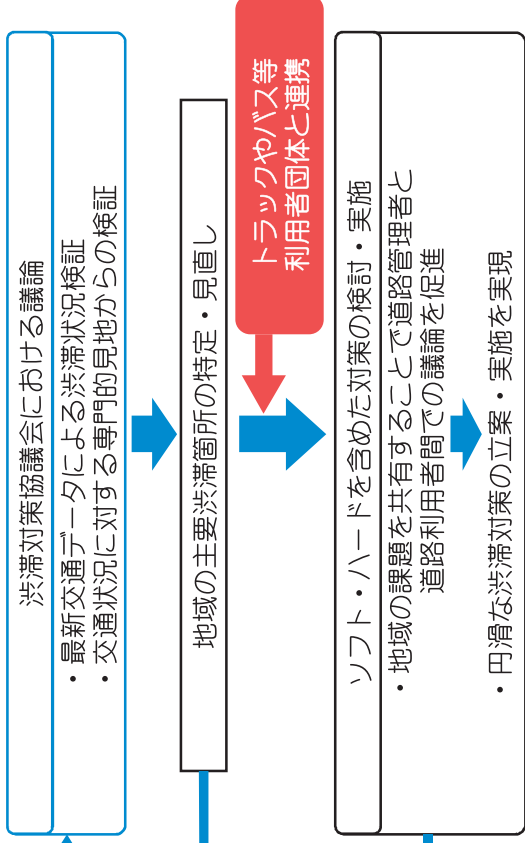 渋滞対策協議会における議論
・最新交通データによる渋滞状況検証
・交通状況に対する専門的見地からの検証
地域の主要渋滞箇所の特定・見直し
トラックやバス等
利用者団体と連携
ソフト・ハードを含めた対策の検討・実施
・地域の課題を共有することで道路管理者と
道路利用者間での議論を促進
・円滑な渋滞対策の立案・実施を実現